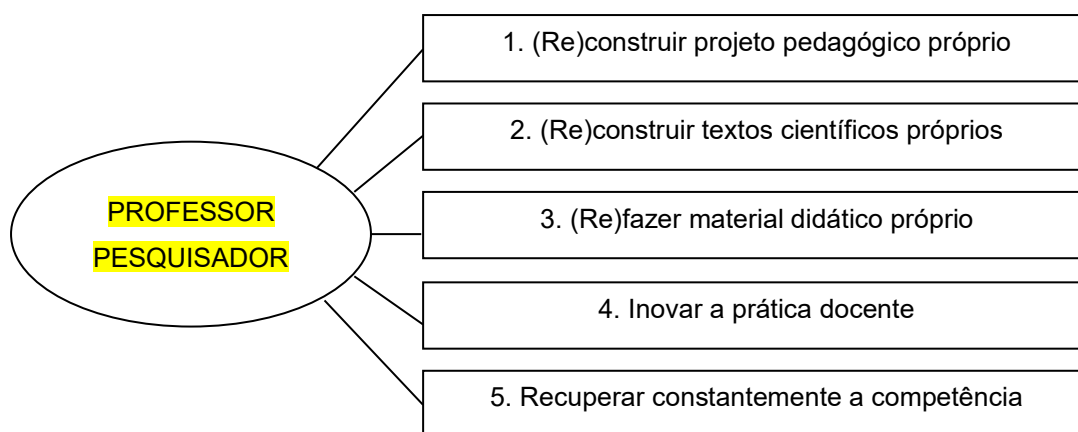 PROFESSOR
PESQUISADOR
1. (Re)construir projeto pedagógico próprio
2. (Re)construir textos científicos próprios
3. (Re)fazer material didático próprio
4. Inovar a prática docente
5. Recuperar constantemente a competência